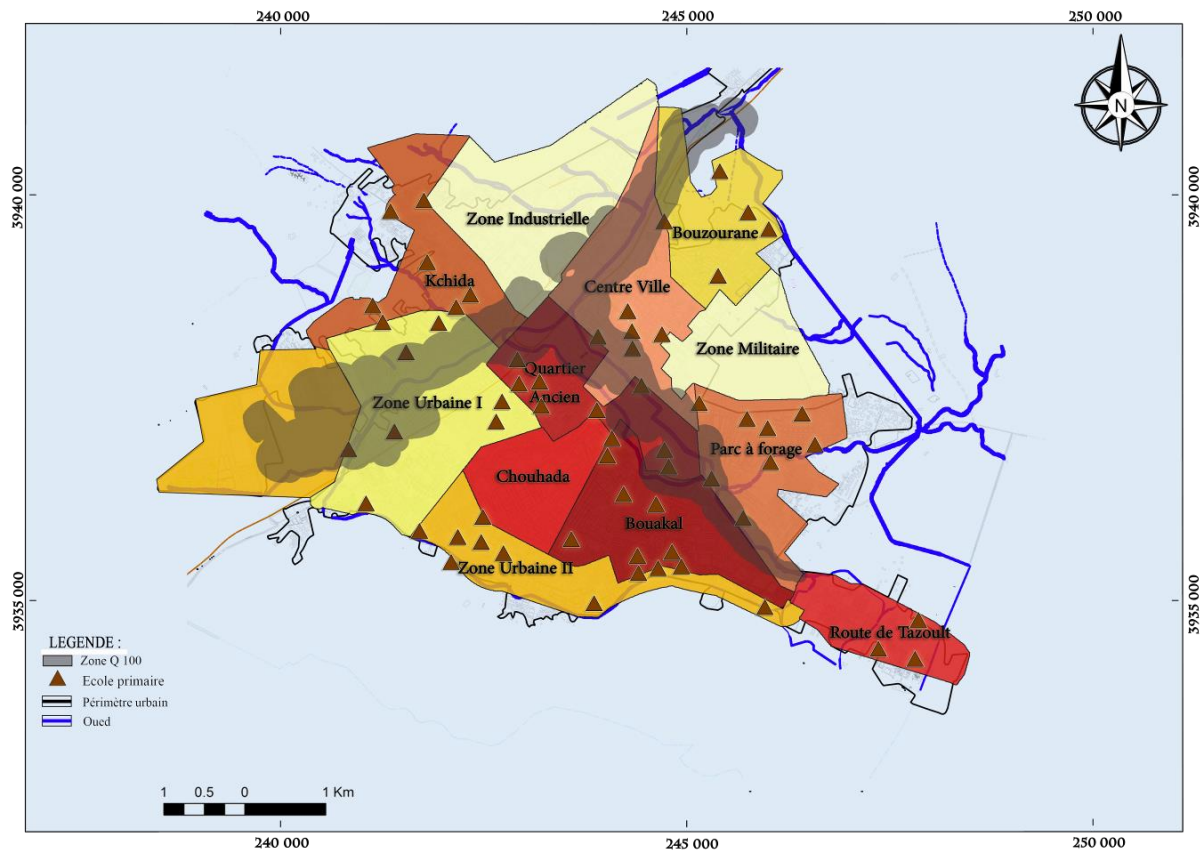 240 000
245 000
250 000
N
3940 000
3940 000
Zone Industrielle
Bouzourane
Kchida
Centre Ville
Zone Militaire
Quartier
Ancien
Zone Urbaine I
Parc à forage
Chouhada
Bouakal
Zone Urbaine II
3935 000
3935 000
Route de Tazoult
LEGENDE :
Zone Q 100
Ecole primaire
Périmètre urbain
Oued
1 0.5 0 1 Km
240 000
245 000
250 000